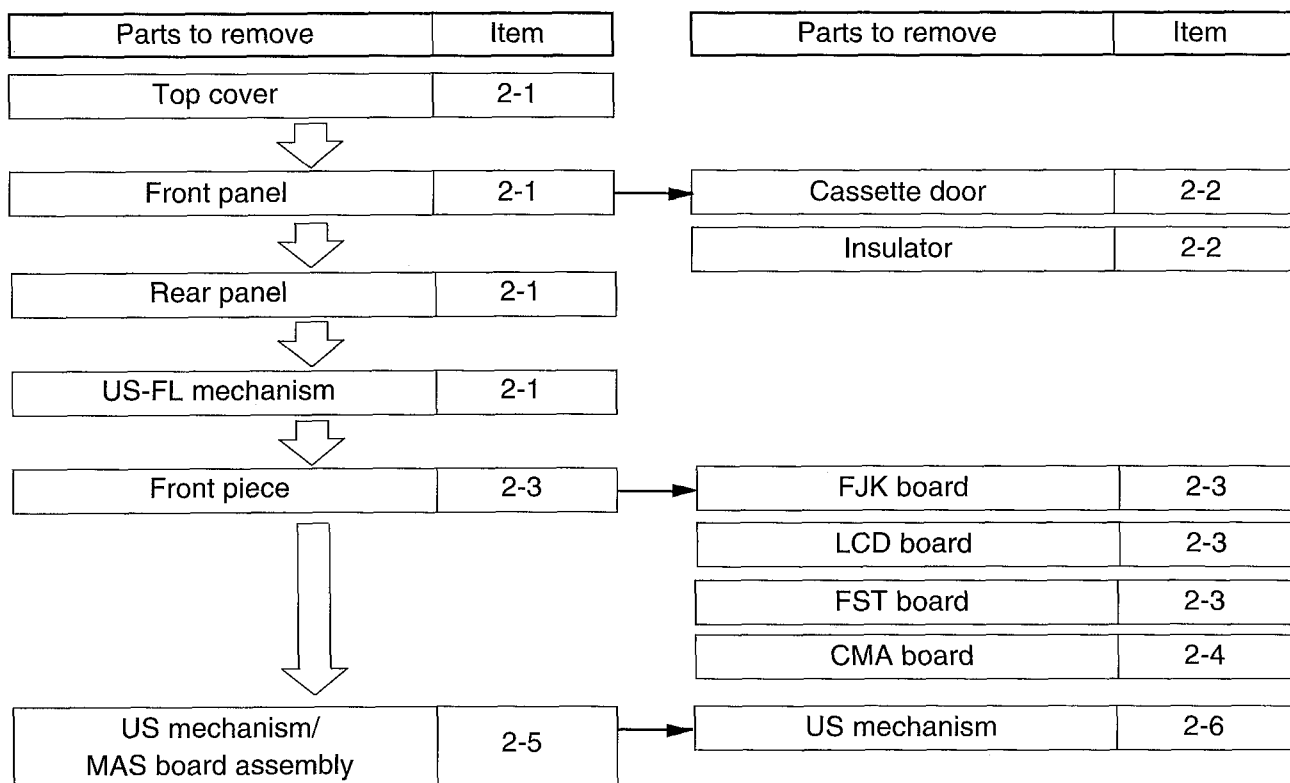 Parts to remove Item Parts to remove Item
Top cover 2-1
Front panel 2-1 Cassette door 2-2
Insulator 2-2
Rear panel 2-1
US-FL mechanism 2-1
Front piece 2-3 FJK board 2-3
LCD board 2-3
FST board 2-3
CMA board 2-4
US mechanism/
MAS board assembly 2-5 US mechanism 2-6